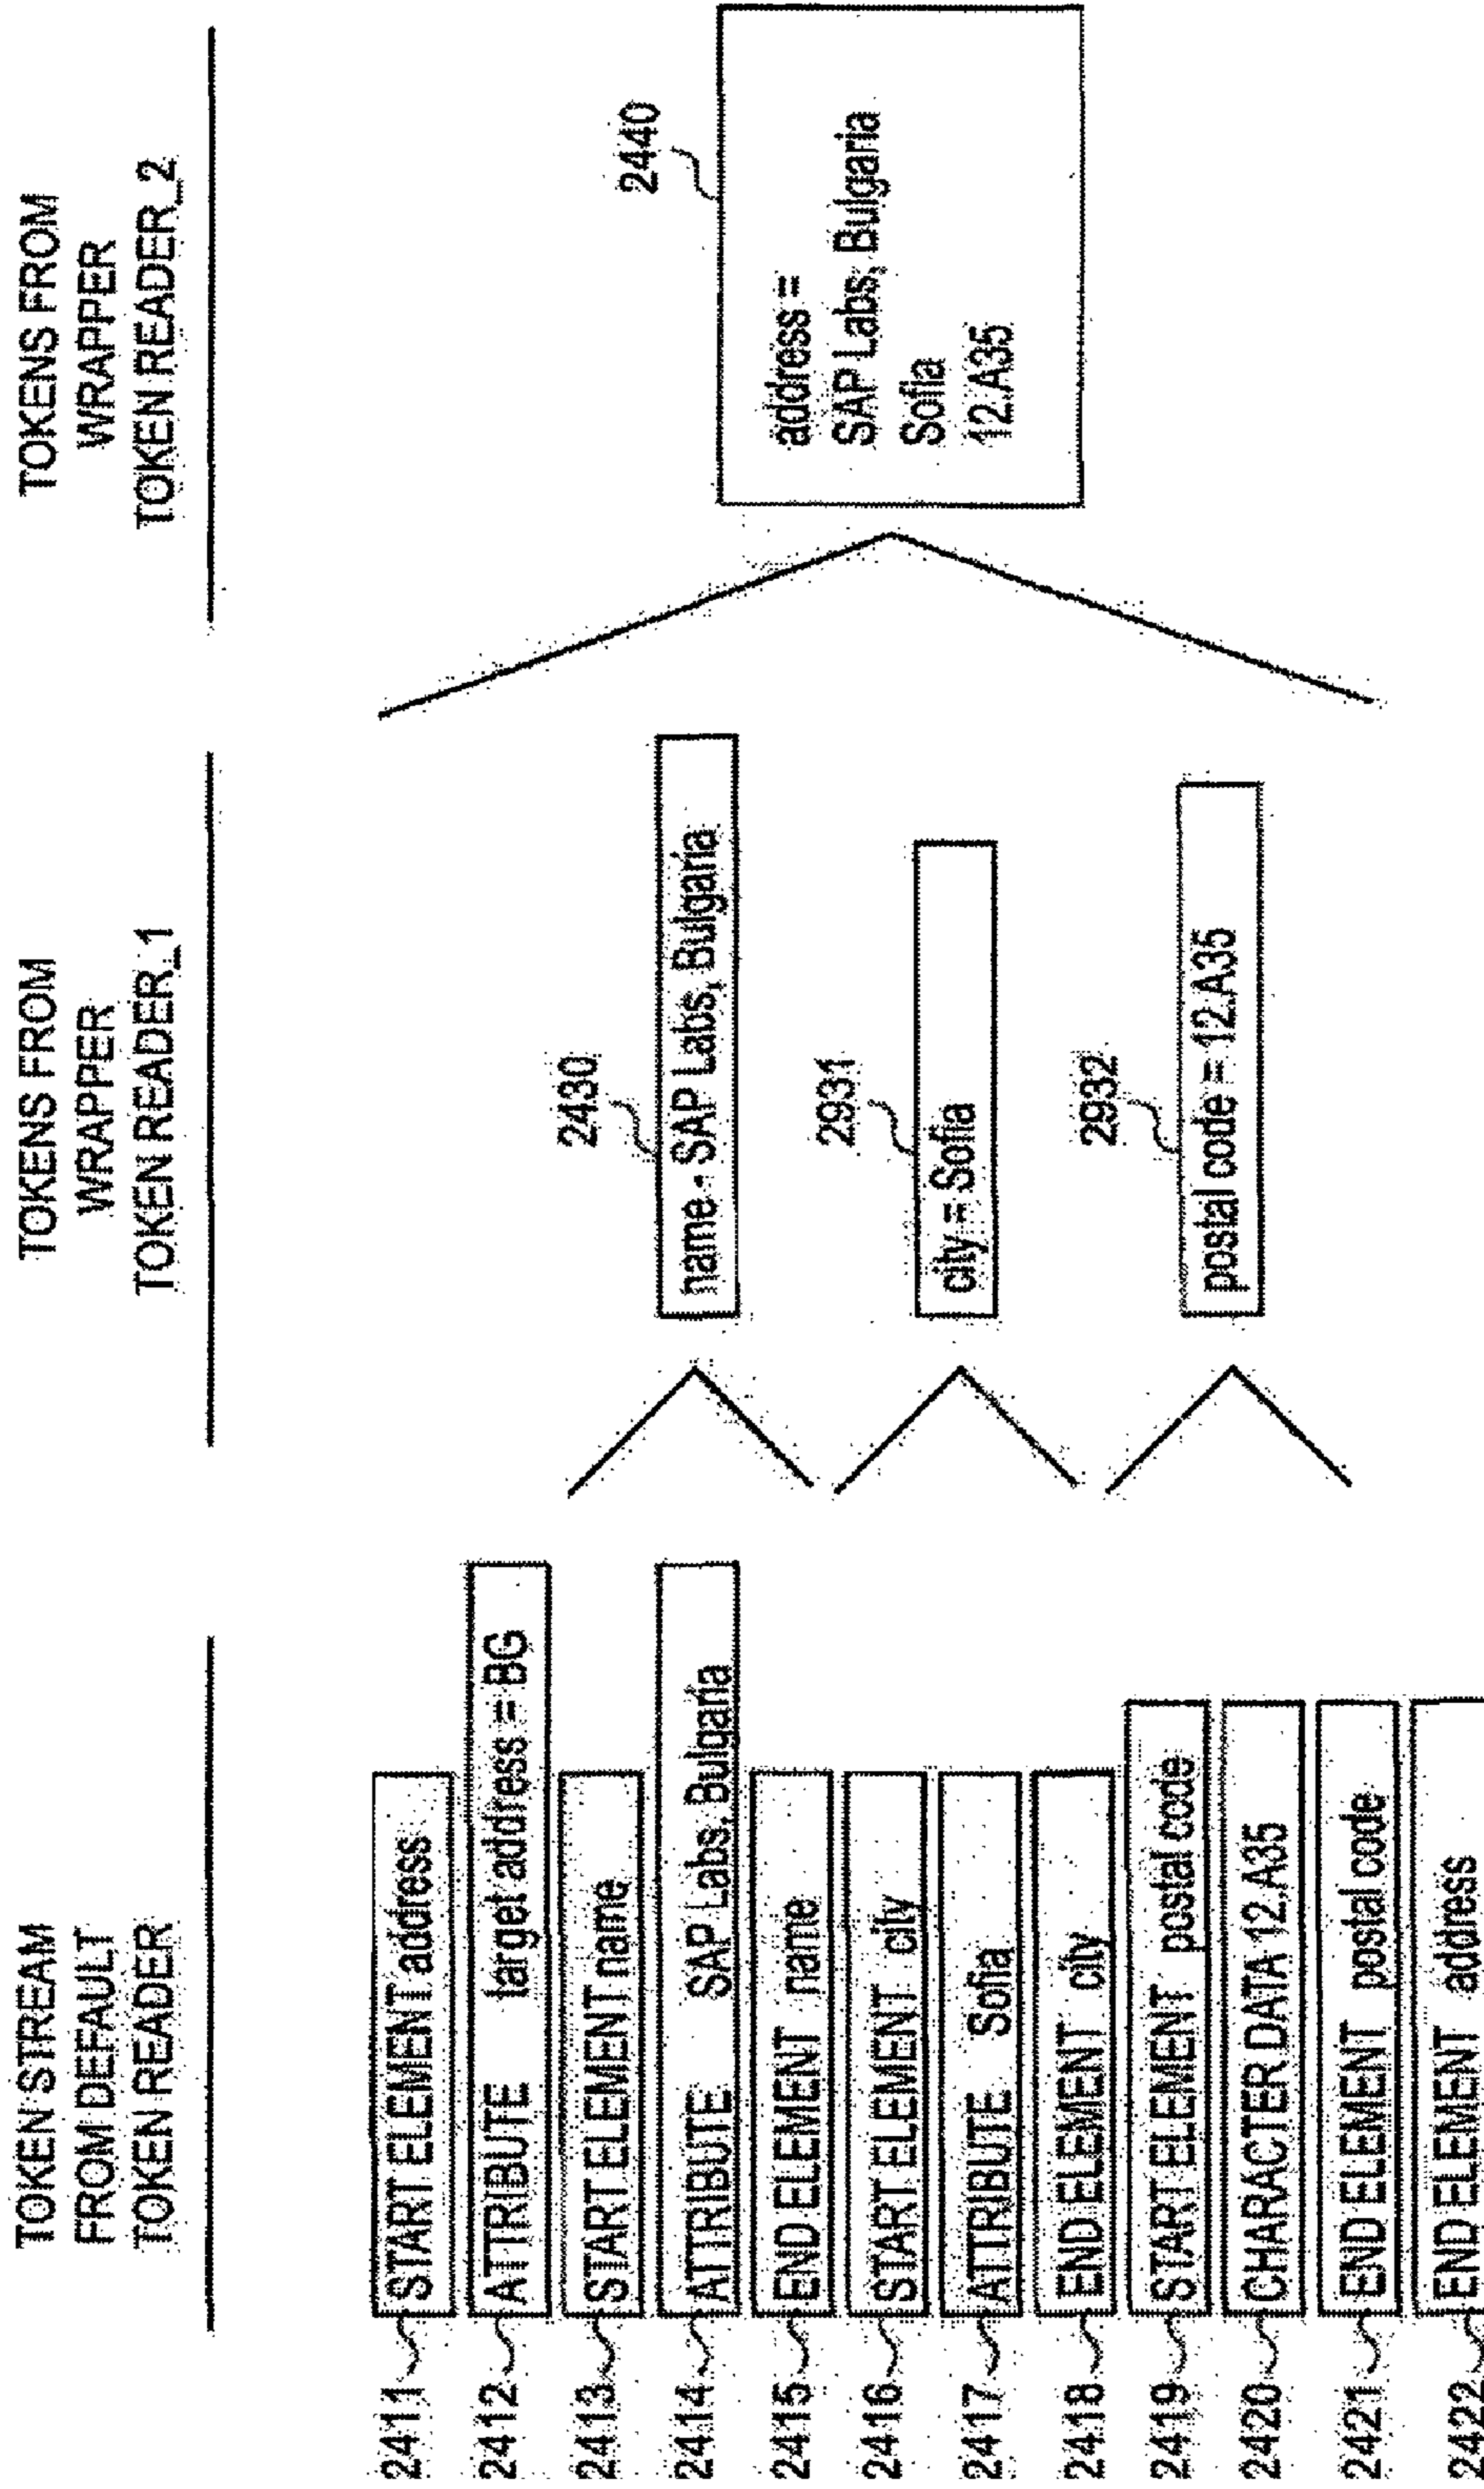 TOKEN STREAM
FROM DEFAULT
TOKEN READER
2411 START ELEMENT address
2412 ATTRIBUTE target address = BG
2413 START ELEMENT name
2414 ATTRIBUTE SAP Labs, Bulgaria
2415 END ELEMENT name
2416 START ELEMENT city
2417 ATTRIBUTE Sofia
2418 END ELEMENT city
2419 START ELEMENT postal code
2420 CHARACTER DATA 12.A35
2421 END ELEMENT postal code
2422 END ELEMENT address
TOKENS FROM
WRAPPER
TOKEN READER_1
2430
name - SAP Labs, Bulgaria
2931
city = Sofia
2932
postal code = 12.A35
TOKENS FROM
WRAPPER
TOKEN READER_2
2440
address =
SAP Labs, Bulgaria
Sofia
12.A35